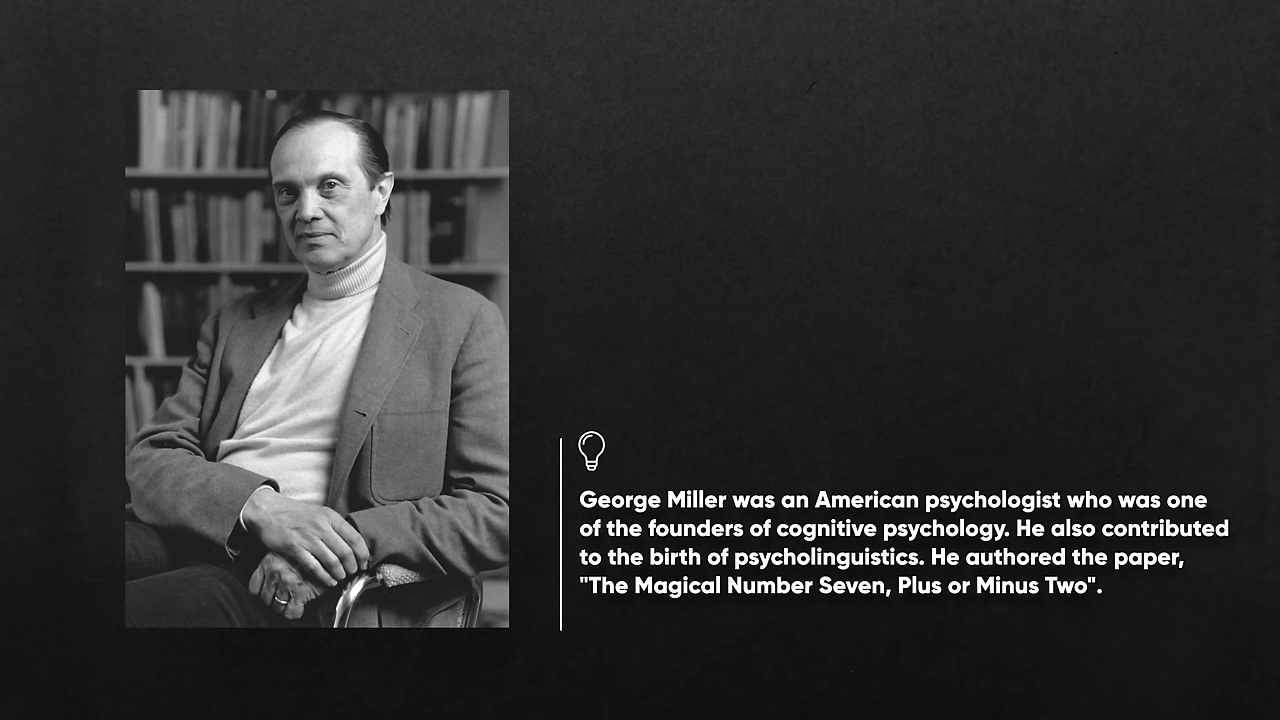 George Miller was an American psychologist who was one
of the founders of cognitive psychology. He also contributed
to the birth of psycholinguistics. He authored the paper,
"The Magical Number Seven, Plus or Minus Two".